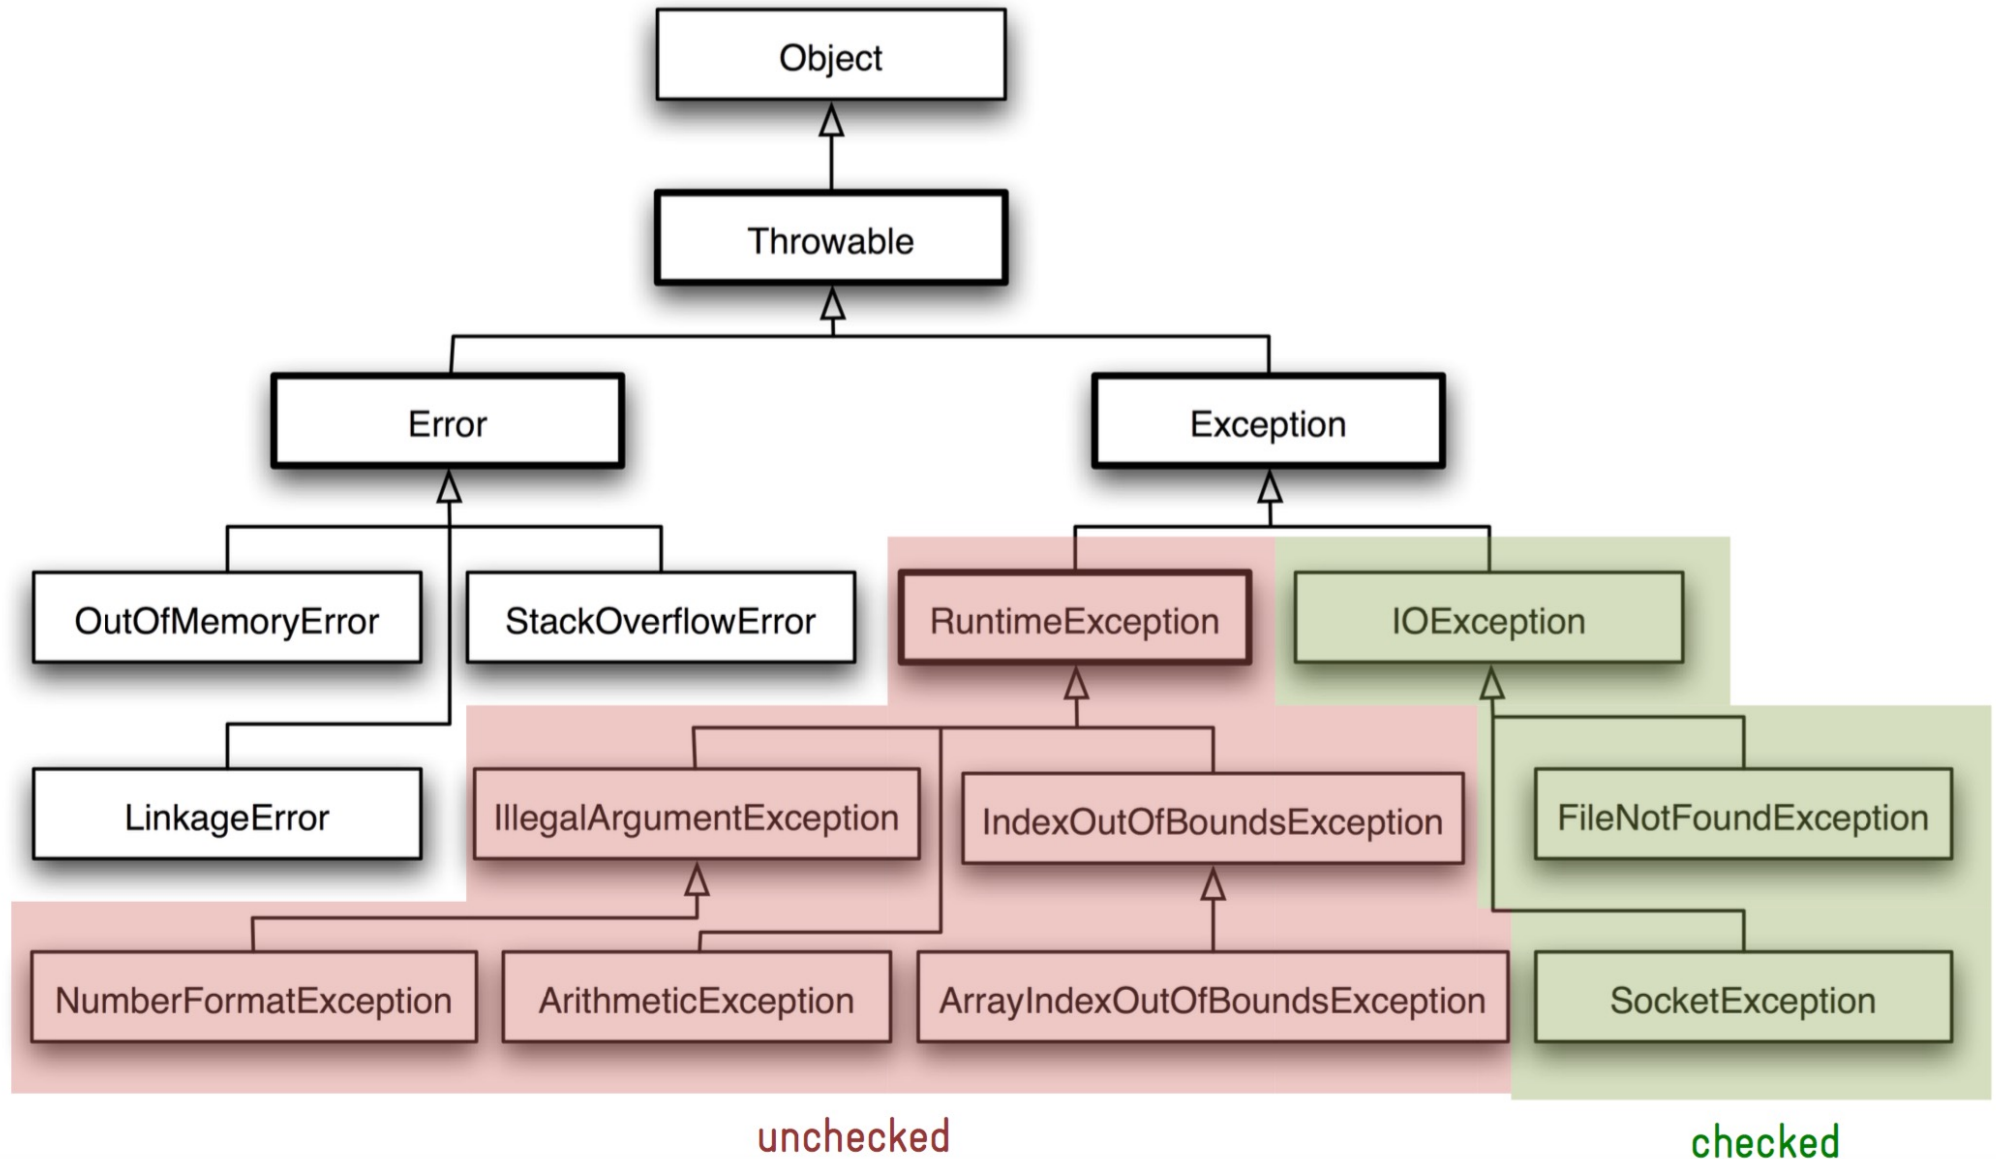 Object
Throwable
Error
Exception
OutOfMemoryError
StackOverflowError
RuntimeException
IOException
LinkageError
IllegalArgumentException
IndexOutOfBoundsException
FileNotFoundException
NumberFormatException
ArithmeticException
ArrayIndexOutOfBoundsException
SocketException
unchecked
checked